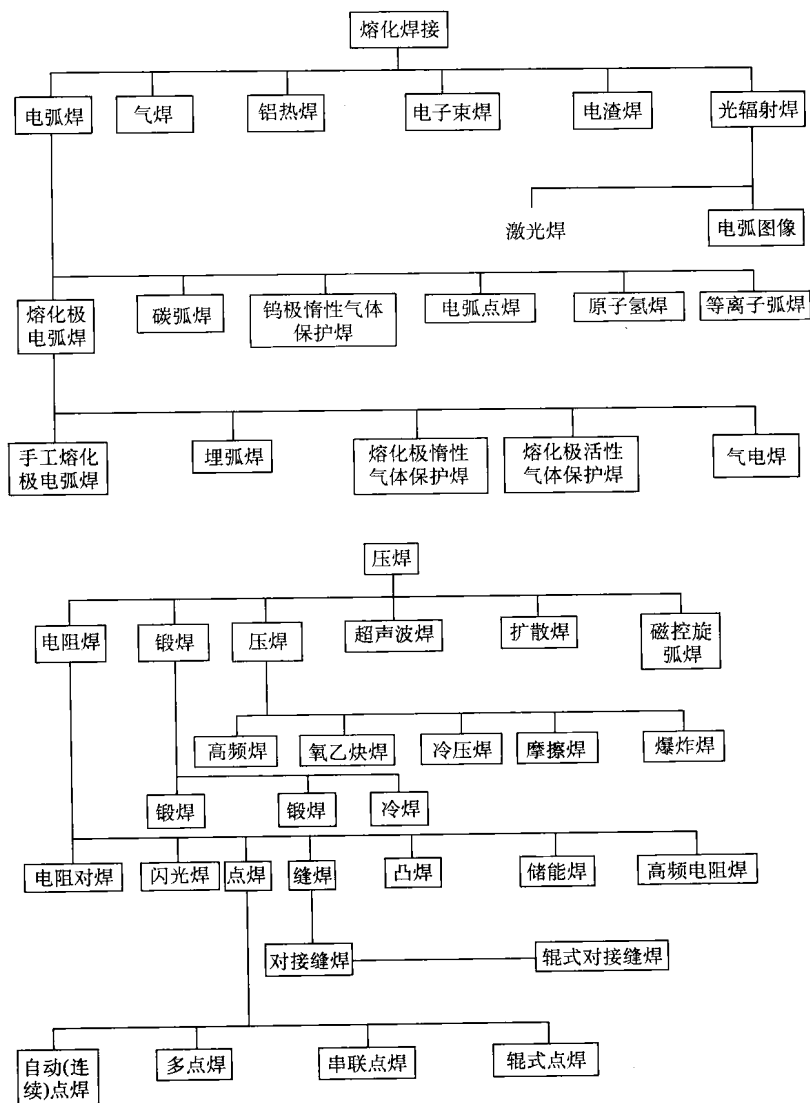 熔化焊接
电弧焊
气焊
铝热焊
电子束焊
电渣焊
光辐射焊
激光焊
电弧图像
熔化极
电弧焊
碳弧焊
钨极惰性气体
保护焊
电弧点焊
原子氢焊
等离子弧焊
手工熔化
极电弧焊
埋弧焊
熔化极惰性
气体保护焊
熔化极活性
气体保护焊
气电焊
压焊
电阻焊
锻焊
压焊
超声波焊
扩散焊
磁控旋
弧焊
高频焊
氧乙炔焊
冷压焊
摩擦焊
爆炸焊
锻焊
锻焊
冷焊
电阻对焊
闪光焊
点焊
缝焊
凸焊
储能焊
高频电阻焊
对接缝焊
辊式对接缝焊
自动(连
续)点焊
多点焊
串联点焊
辊式点焊